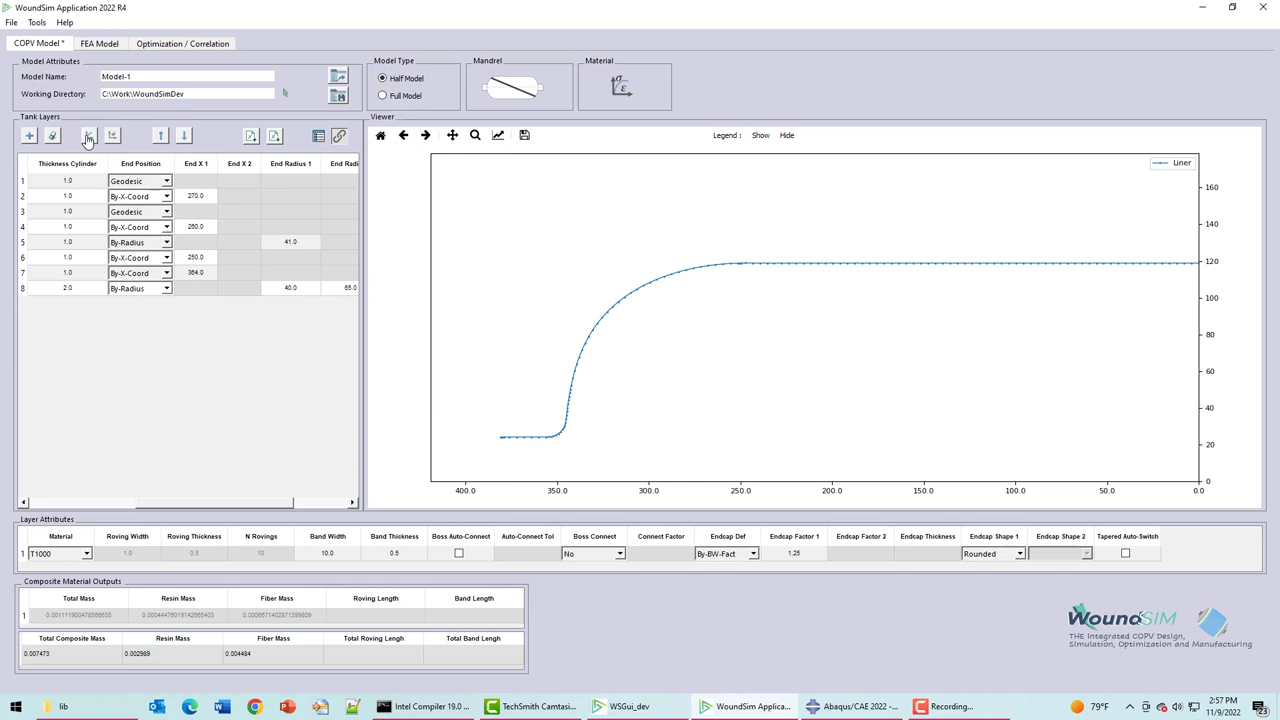 WoundSim Application 2022 R4
File Tools Help
COPV Model * FEA Model Optimization / Correlation
Model Attributes
Model Name: Model-1
Working Directory: C:\Work\WoundSimDev
Model Type
Half Model
Full Model
Mandrel
Material
σ
ε
Tank Layers
Thickness Cylinder End Position End X 1 End X 2 End Radius 1 End Radi
1 1.0 Geodesic
2 1.0 By-X-Coord 270.0
3 1.0 Geodesic
4 1.0 By-X-Coord 260.0
5 1.0 By-Radius 41.0
6 1.0 By-X-Coord 250.0
7 1.0 By-X-Coord 364.0
8 2.0 By-Radius 40.0 65.0
Viewer
Legend : Show Hide
Liner
160
140
120
100
80
60
40
20
0
400.0 350.0 300.0 250.0 200.0 150.0 100.0 50.0 0.0
Layer Attributes
Material Roving Width Roving Thickness N Rovings Band Width Band Thickness Boss Auto-Connect Auto-Connect Tol Boss Connect Connect Factor Endcap Def Endcap Factor 1 Endcap Factor 2 Endcap Thickness Endcap Shape 1 Endcap Shape 2 Tapered Auto-Switch
1 T1000 1.0 0.5 10 10.0 0.5 No By-BW-Fact 1.25 Rounded
Composite Material Outputs
Total Mass Resin Mass Fiber Mass Roving Length Band Length
1
Total Composite Mass Resin Mass Fiber Mass Total Roving Lengh Total Band Lengh
0.007473 0.002989 0.004484
WoundSIM
THE Integrated COPV Design,
Simulation, Optimization and Manufacturing
lib Intel Compiler 19.0 ... TechSmith Camtasi... WSGui_dev WoundSim Applica... Abaqus/CAE 2022 -... Recording... 79°F 2:57 PM
11/9/2022